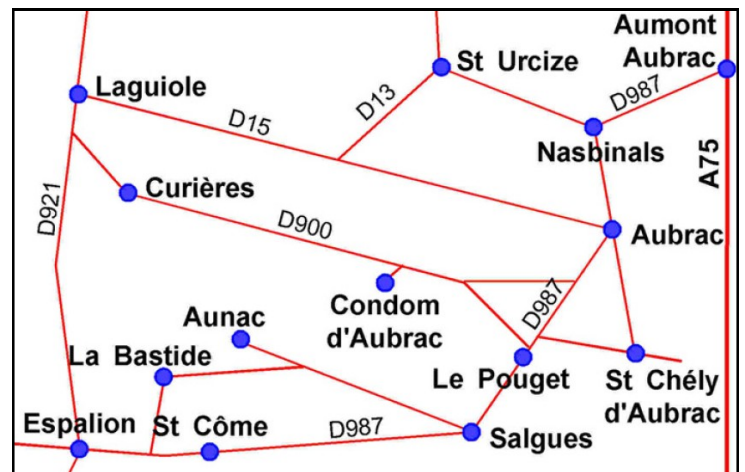 Aumont
Aubrac
St Urcize
Laguiole
D987
D13
D15
Nasbinals
A75
Curières
D921
D900
Aubrac
Condom
d'Aubrac
D987
Aunac
La Bastide
Le Pouget
St Chély
d'Aubrac
Espalion
St Côme
D987
Salgues